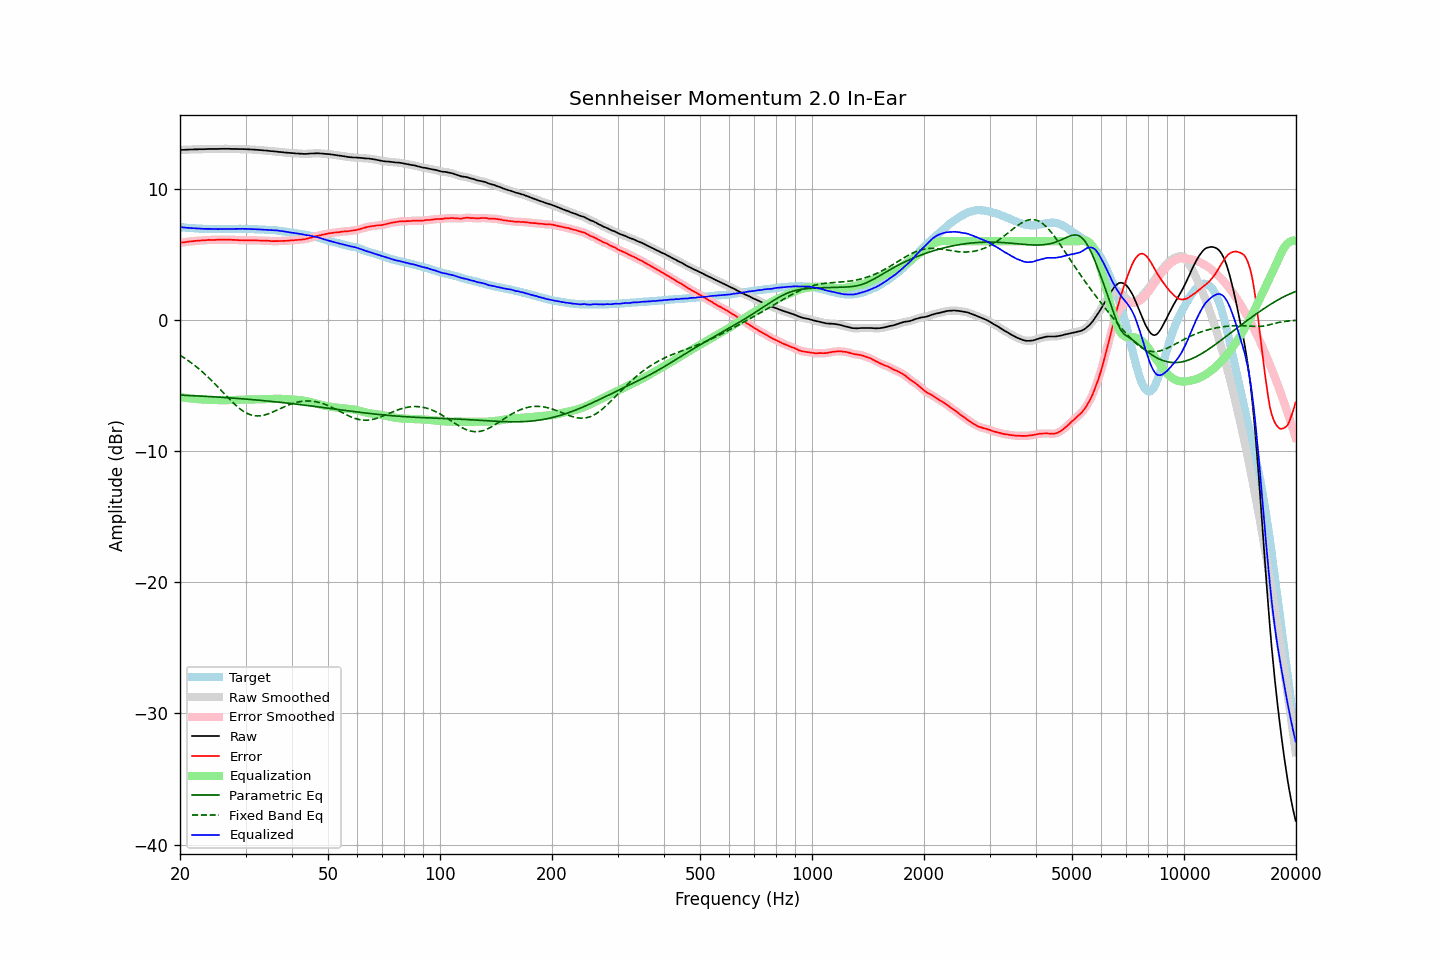 Sennheiser Momentum 2.0 In-Ear
10
0
−10
−20
−30
−40
Amplitude (dBr)
Target
Raw Smoothed
Error Smoothed
Raw
Error
Equalization
Parametric Eq
Fixed Band Eq
Equalized
20 50 100 200 500 1000 2000 5000 10000 20000
Frequency (Hz)